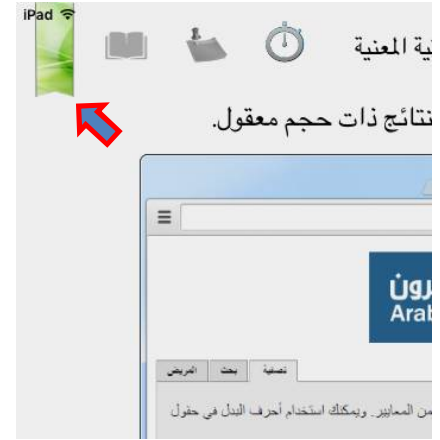 iPad
ية المعنية
نتائج ذات حجم معقول.
رون
Arab
تصفية بحث المريض
من المعايير. ويمكنك استخدام أحرف البدل في حقول